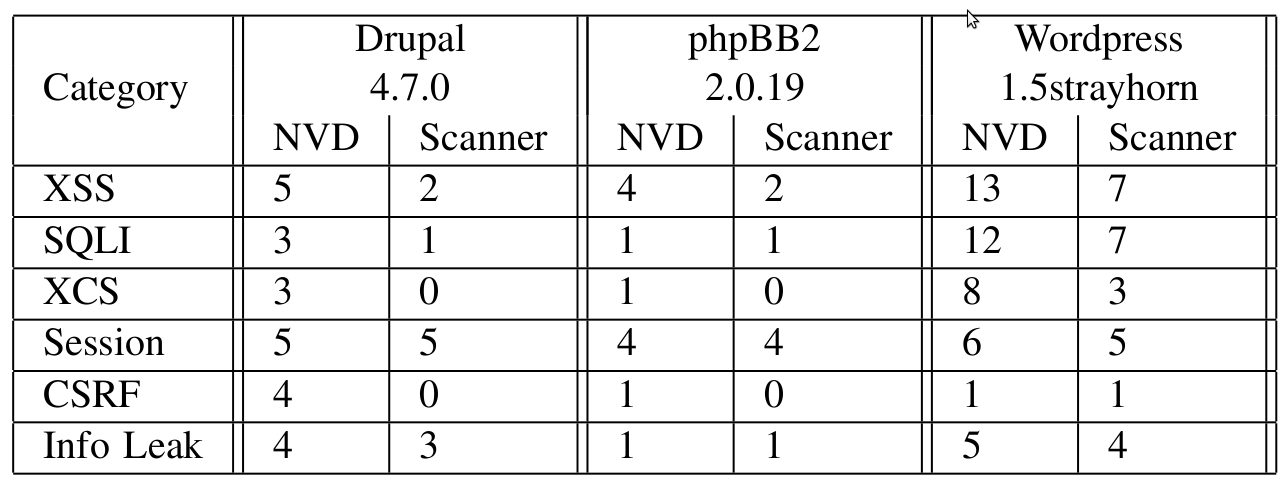 Drupal phpBB2 Wordpress
Category 4.7.0 2.0.19 1.5strayhorn
NVD Scanner NVD Scanner NVD Scanner
XSS 5 2 4 2 13 7
SQLI 3 1 1 1 12 7
XCS 3 0 1 0 8 3
Session 5 5 4 4 6 5
CSRF 4 0 1 0 1 1
Info Leak 4 3 1 1 5 4